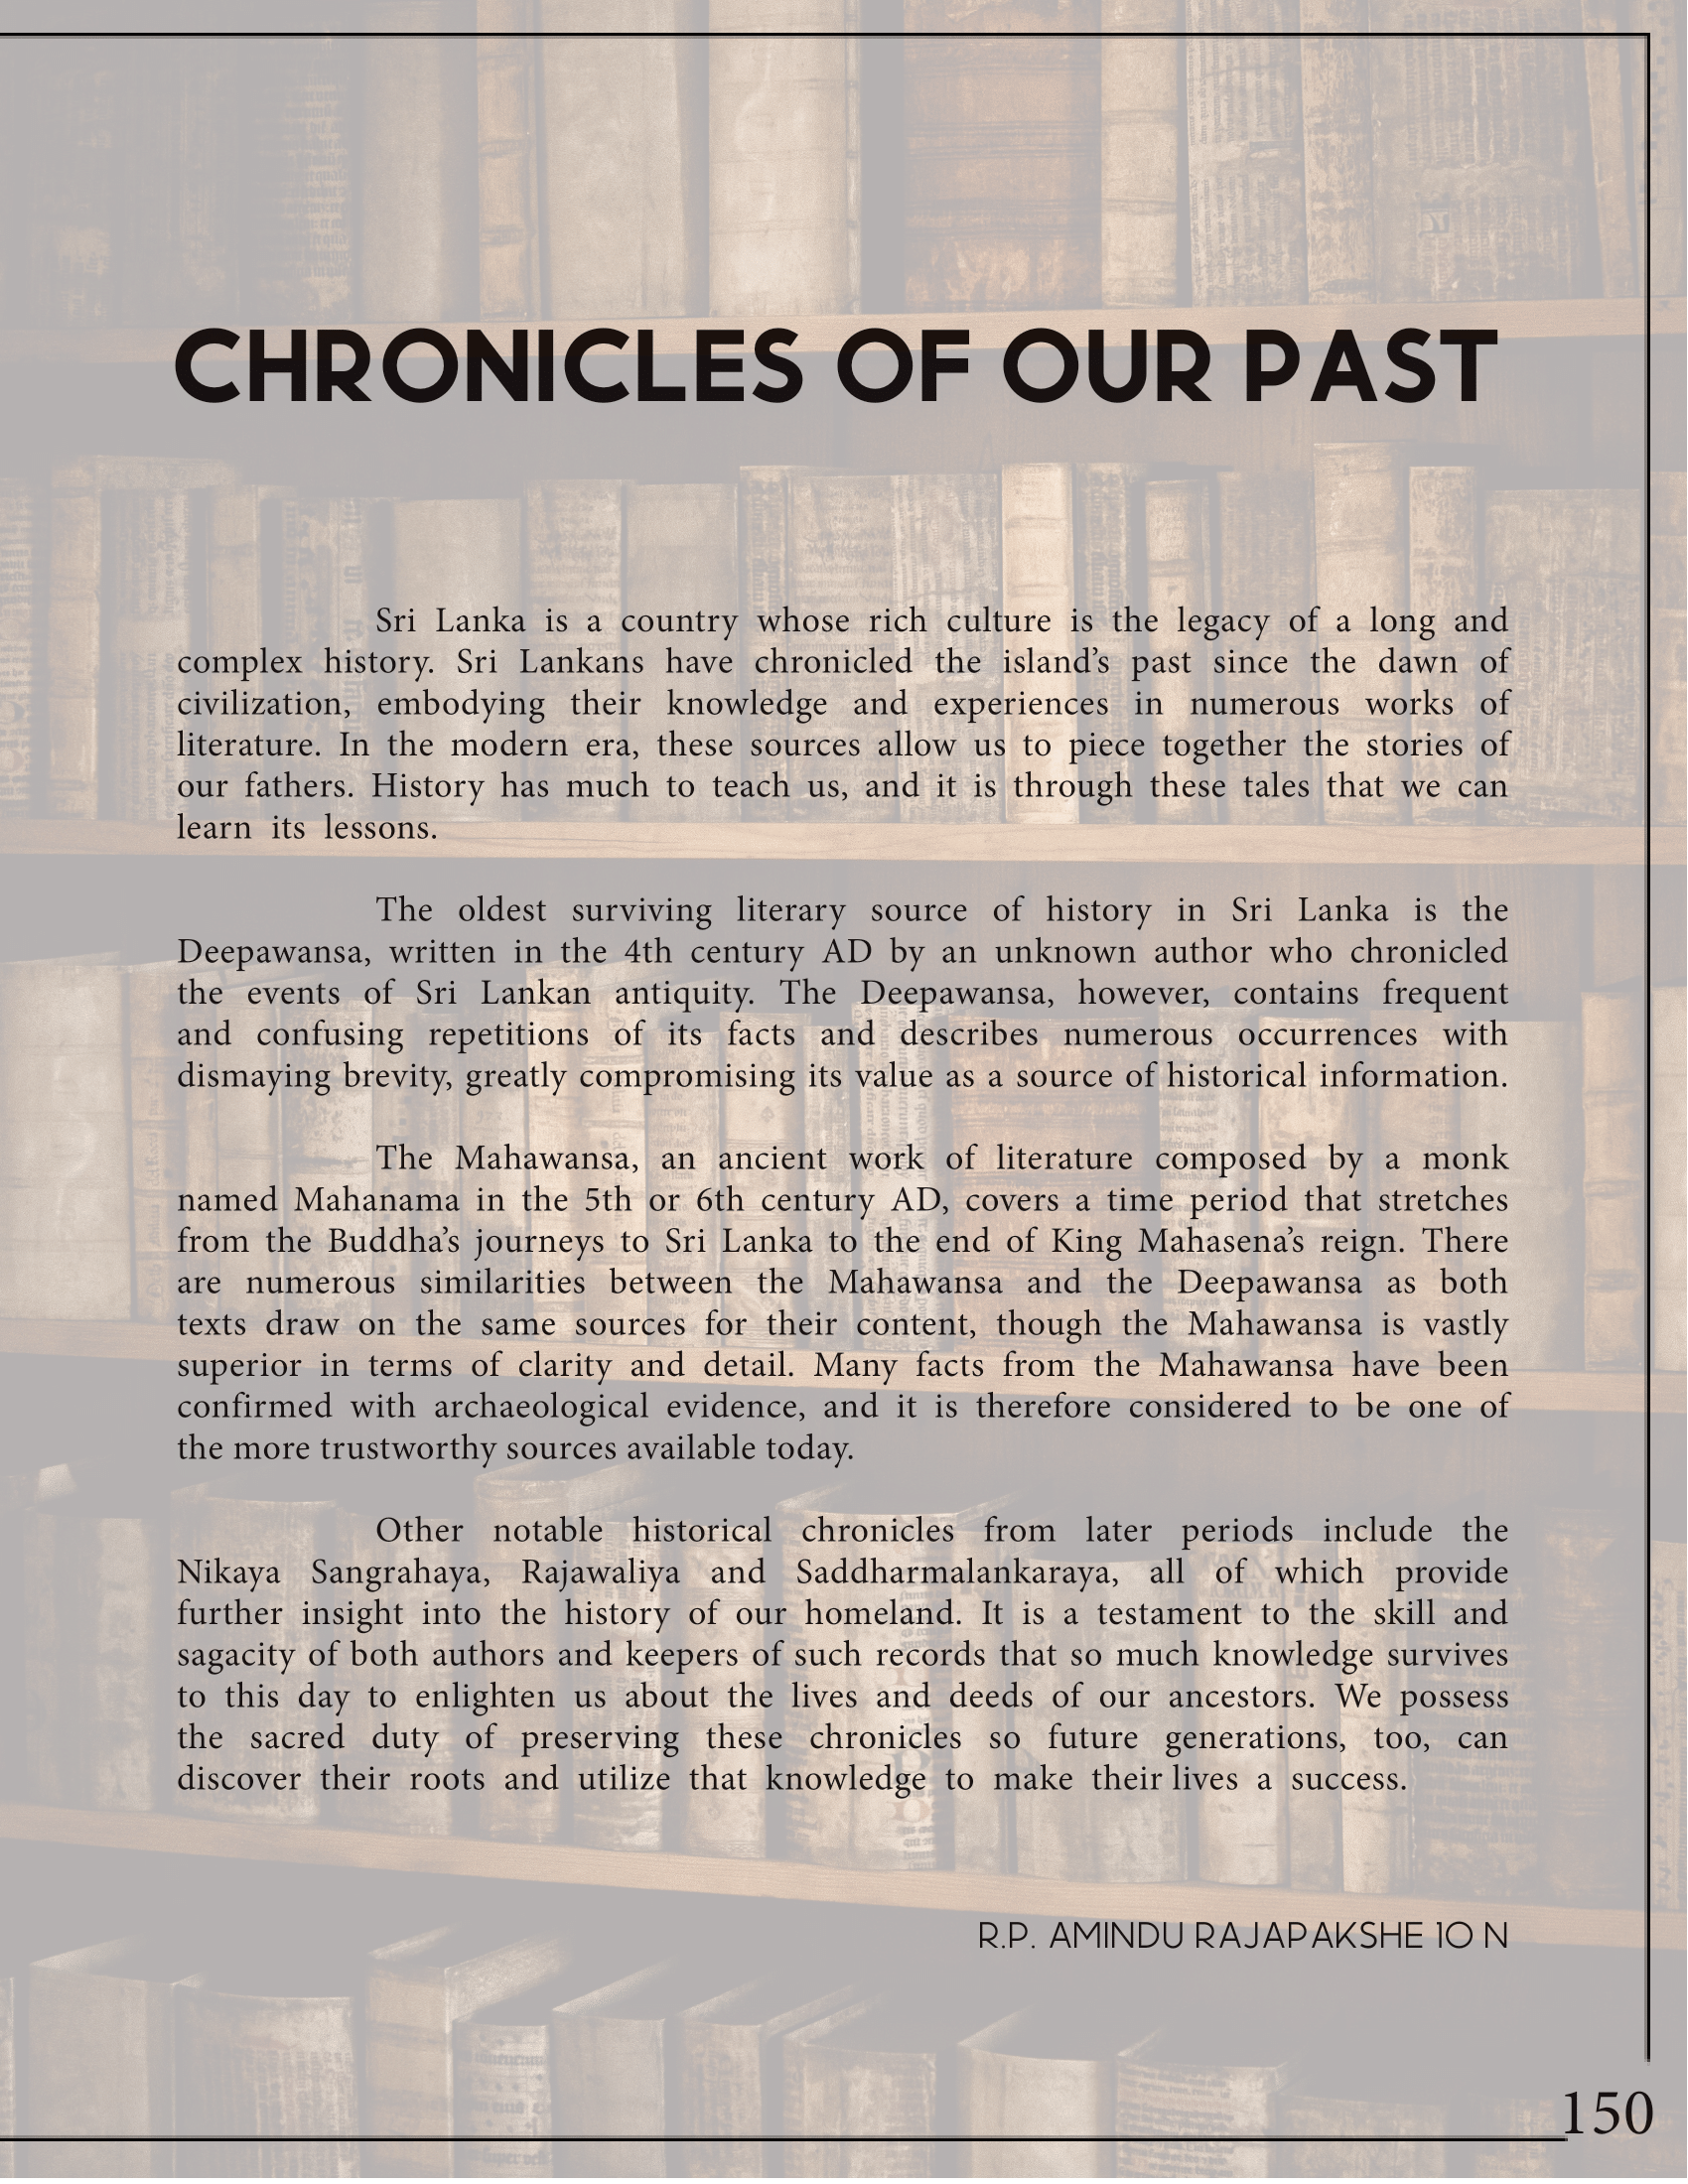 CHRONICLES OF OUR PAST
Sri Lanka is a country whose rich culture is the legacy of a long and
complex history. Sri Lankans have chronicled the island’s past since the dawn of
civilization, embodying their knowledge and experiences in numerous works of
literature. In the modern era, these sources allow us to piece together the stories of
our fathers. History has much to teach us, and it is through these tales that we can
learn its lessons.
The oldest surviving literary source of history in Sri Lanka is the
Deepawansa, written in the 4th century AD by an unknown author who chronicled
the events of Sri Lankan antiquity. The Deepawansa, however, contains frequent
and confusing repetitions of its facts and describes numerous occurrences with
dismaying brevity, greatly compromising its value as a source of historical information.
The Mahawansa, an ancient work of literature composed by a monk
named Mahanama in the 5th or 6th century AD, covers a time period that stretches
from the Buddha’s journeys to Sri Lanka to the end of King Mahasena’s reign. There
are numerous similarities between the Mahawansa and the Deepawansa as both
texts draw on the same sources for their content, though the Mahawansa is vastly
superior in terms of clarity and detail. Many facts from the Mahawansa have been
confirmed with archaeological evidence, and it is therefore considered to be one of
the more trustworthy sources available today.
Other notable historical chronicles from later periods include the
Nikaya Sangrahaya, Rajawaliya and Saddharmalankaraya, all of which provide
further insight into the history of our homeland. It is a testament to the skill and
sagacity of both authors and keepers of such records that so much knowledge survives
to this day to enlighten us about the lives and deeds of our ancestors. We possess
the sacred duty of preserving these chronicles so future generations, too, can
discover their roots and utilize that knowledge to make their lives a success.
R.P. AMINDU RAJAPAKSHE 10 N
150